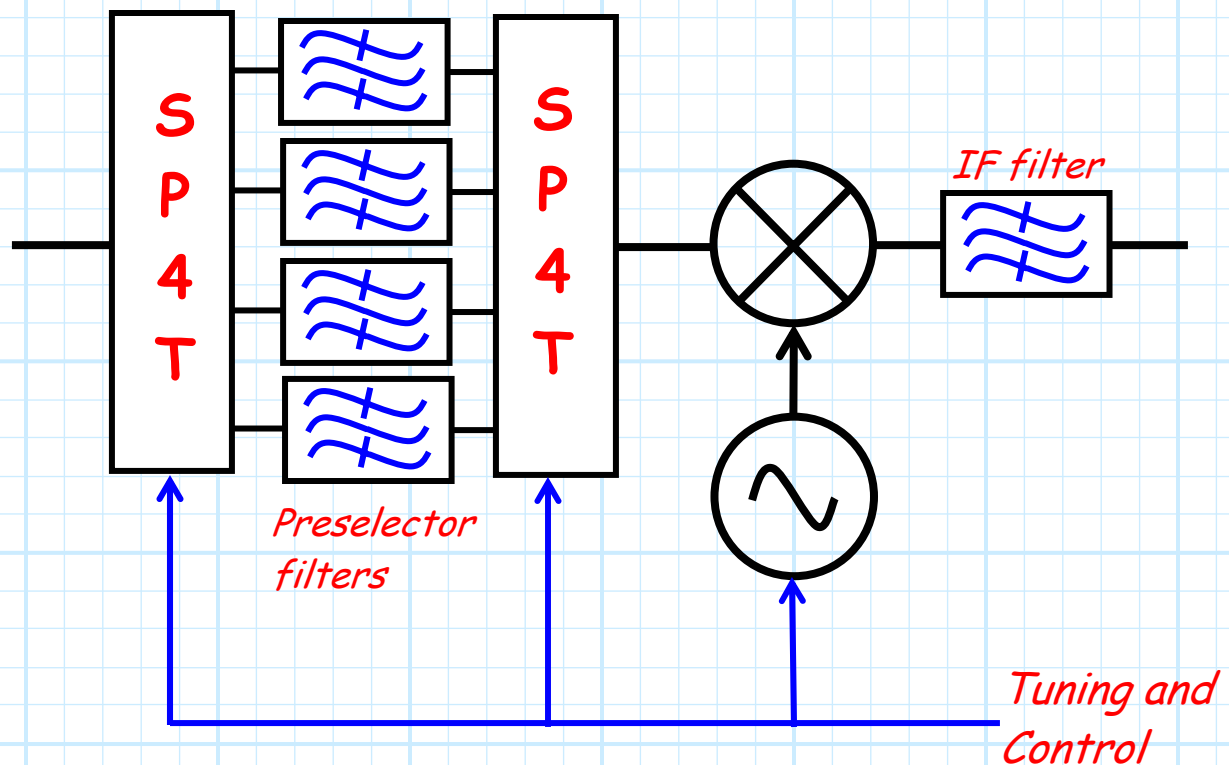 S
P
4
T
S
P
4
T
IF filter
Preselector
filters
Tuning and
Control